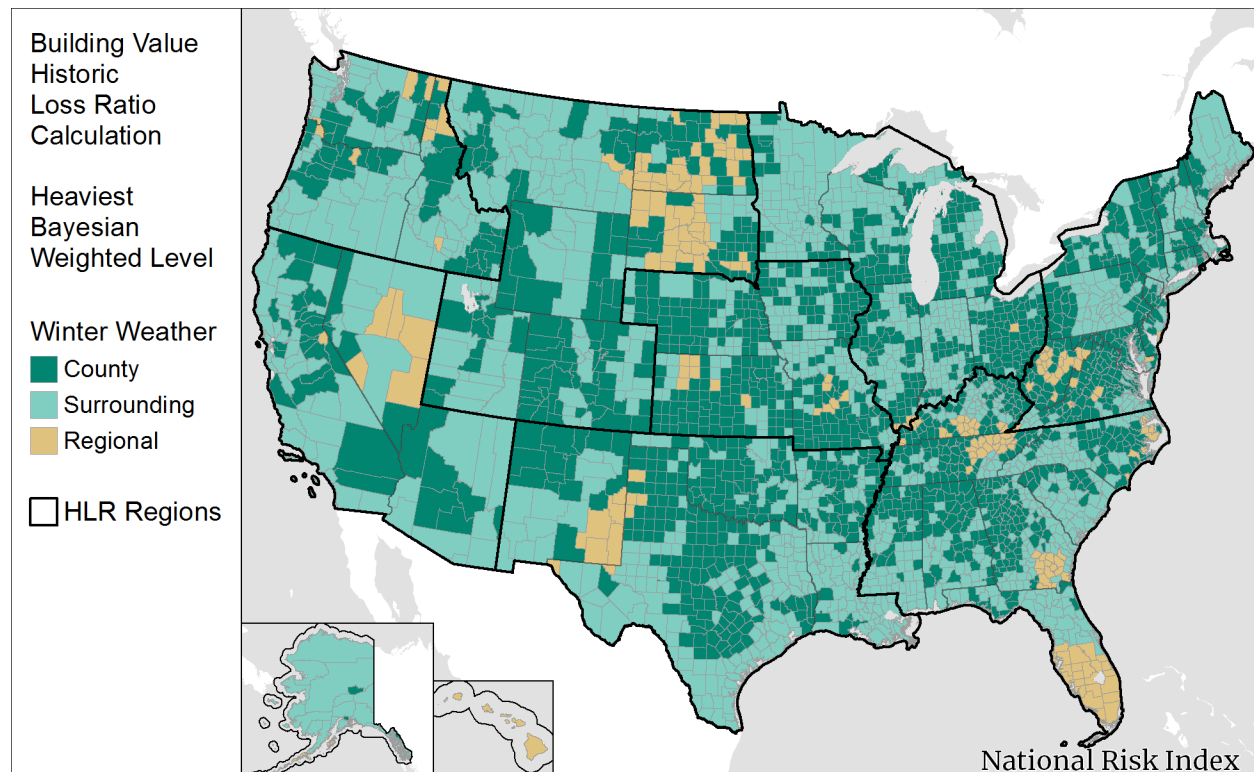 Building Value
Historic
Loss Ratio
Calculation
Heaviest
Bayesian
Weighted Level
Winter Weather
County
Surrounding
Regional
HLR Regions
National Risk Index